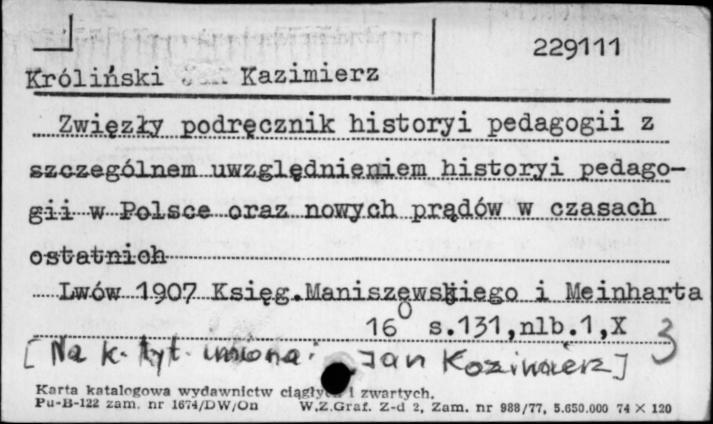 229111
Króliński Kazimierz
Zwięzły podręcznik historyi pedagogii z
szczególnem uwzględnieniem historyi pedago-
gii w Polsce oraz nowych prądów w czasach
ostatnich
Lwów 1907 Księg.Maniszewskiego i Meinharta
16° s.131,nlb.1,X 3
[Na k. tyt. imiona: Jan Kazimierz]
Karta katalogowa wydawnictw ciągłych i zwartych.
Pu-B-122 zam. nr 1674/DW/On W.Z.Graf. Z-d 2, Zam. nr 988/77, 5.650.000 74 × 120